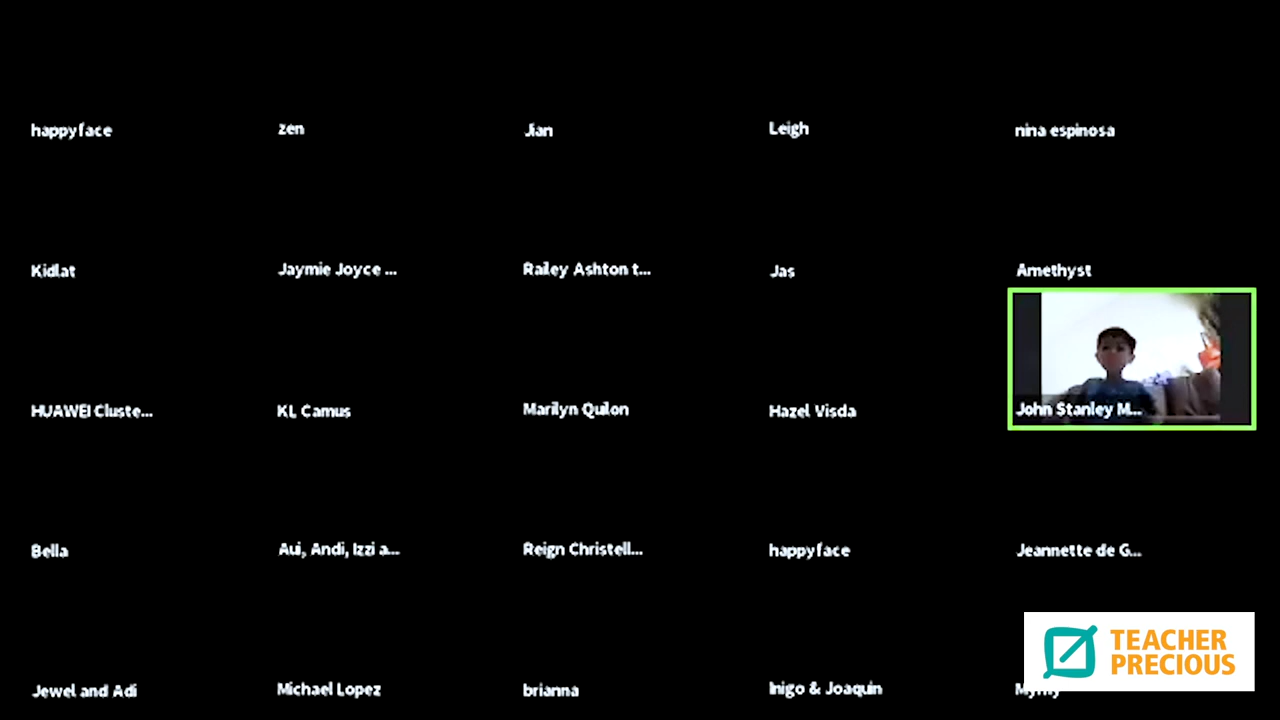 happyface
zen
Jian
Leigh
nina espinosa
Kidlat
Jaymie Joyce ...
Railey Ashton t...
Jas
Amethyst
HUAWEI Cluste...
KL Camus
Marilyn Quilon
Hazel Visda
John Stanley M...
Bella
Aui, Andi, Izzi a...
Reign Christell...
happyface
Jeannette de G...
Jewel and Adi
Michael Lopez
brianna
Inigo & Joaquin
TEACHER
PRECIOUS